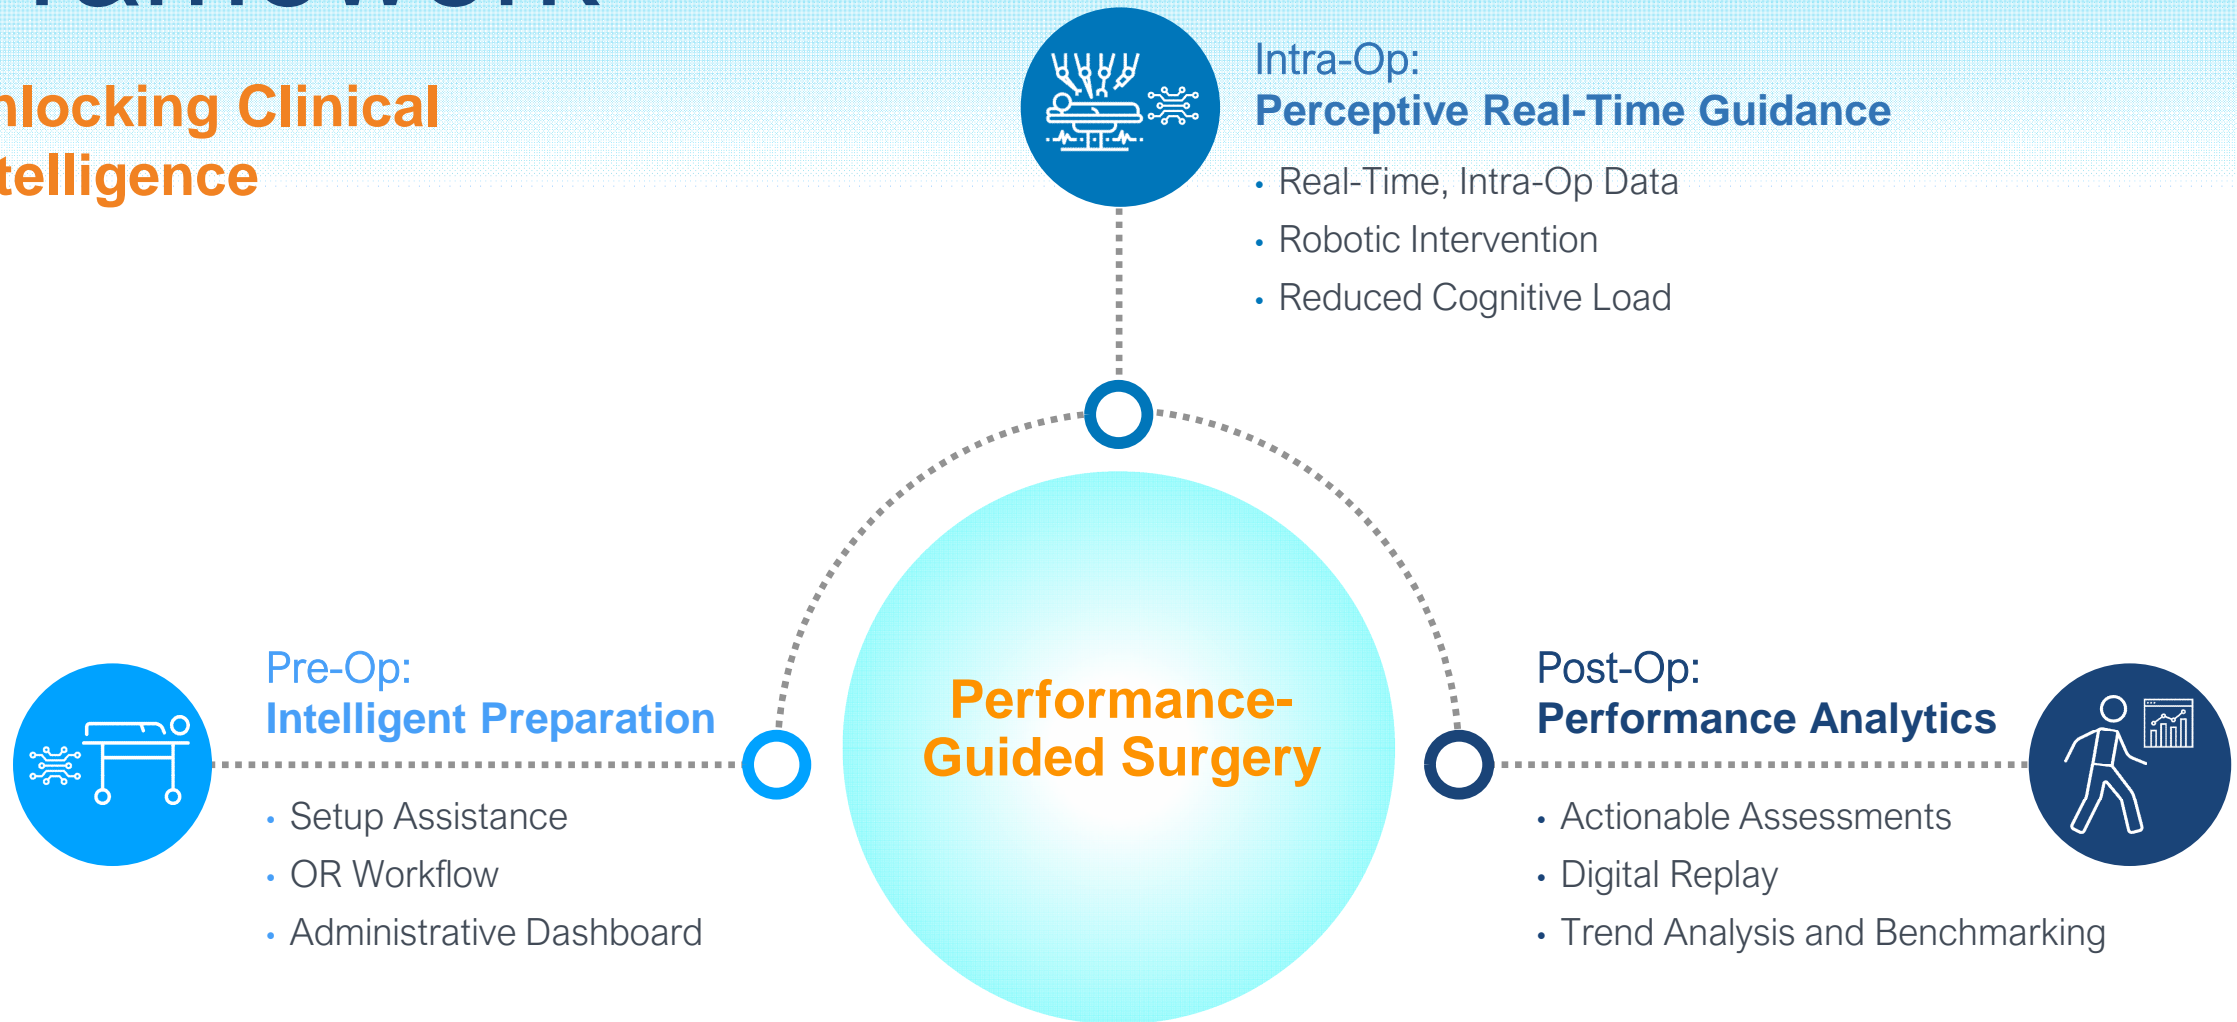 nlocking Clinical
telligence
Intra-Op:
Perceptive Real-Time Guidance
• Real-Time, Intra-Op Data
• Robotic Intervention
• Reduced Cognitive Load
Pre-Op:
Intelligent Preparation
• Setup Assistance
• OR Workflow
• Administrative Dashboard
Performance-
Guided Surgery
Post-Op:
Performance Analytics
• Actionable Assessments
• Digital Replay
• Trend Analysis and Benchmarking